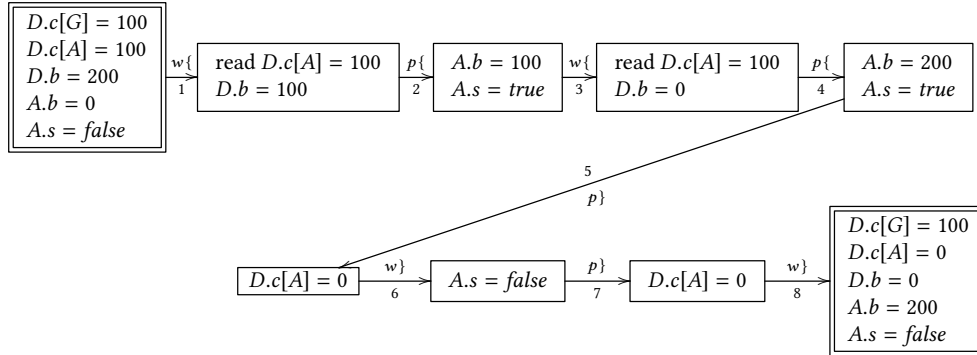 D.c[G] = 100
D.c[A] = 100
D.b = 200
A.b = 0
A.s = false
w{
1
read D.c[A] = 100
D.b = 100
p{
2
A.b = 100
A.s = true
w{
3
read D.c[A] = 100
D.b = 0
p{
4
A.b = 200
A.s = true
5
p}
D.c[A] = 0
w}
6
A.s = false
p}
7
D.c[A] = 0
w}
8
D.c[G] = 100
D.c[A] = 0
D.b = 0
A.b = 200
A.s = false